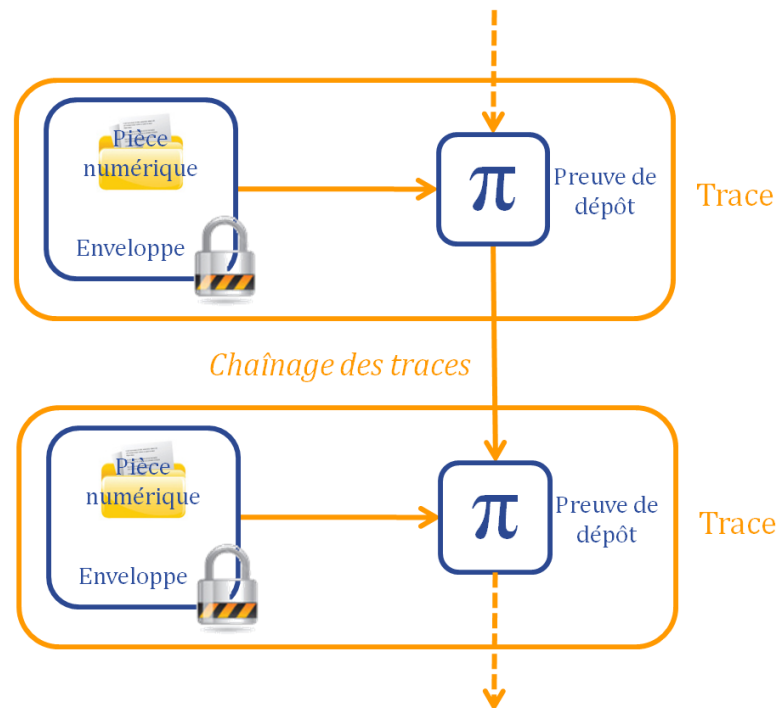 Pièce
numérique
Enveloppe
π
Preuve de
dépôt
Trace
Chaînage des traces
Pièce
numérique
Enveloppe
π
Preuve de
dépôt
Trace